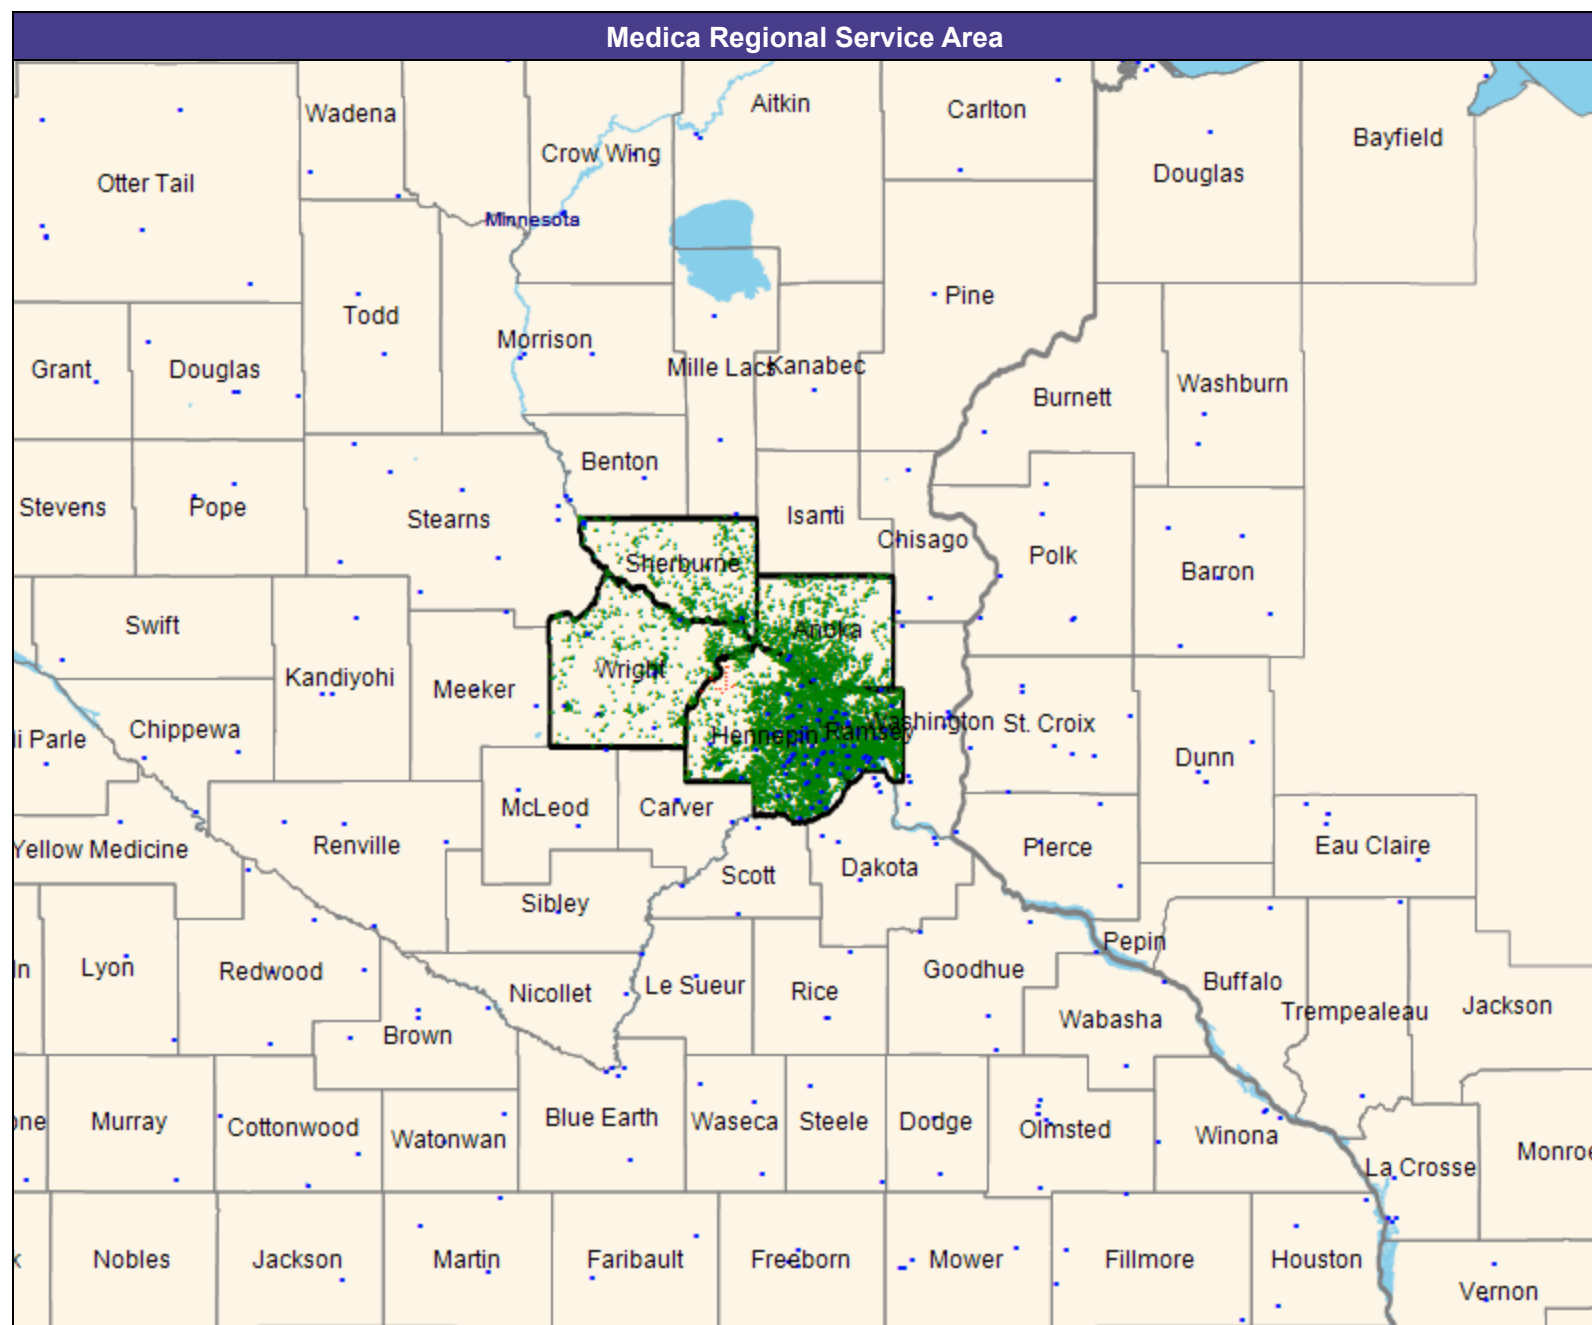 Medica Regional Service Area
Aitkin
Carlton
Wadena
Bayfield
Crow Wing
Douglas
Otter Tail
Minnesota
Pine
Todd
Morrison
Mille Lacs
Kanabec
Grant
Douglas
Washburn
Burnett
Benton
Stevens
Pope
Stearns
Isanti
Chisago
Polk
Barron
Sherburne
Swift
Anoka
Wright
Kandiyohi
Meeker
Washington
St. Croix
Chippewa
Hennepin
Ramsey
i Parle
Dunn
McLeod
Carver
Renville
Yellow Medicine
Pierce
Eau Claire
Scott
Dakota
Sibley
Pepin
Lyon
Redwood
Goodhue
Buffalo
Le Sueur
Rice
Nicollet
Trempealeau
Jackson
Wabasha
Brown
Blue Earth
one
Murray
Cottonwood
Watonwan
Waseca
Steele
Dodge
Olmsted
Winona
Monroe
La Crosse
Nobles
Jackson
Martin
Faribault
Freeborn
Mower
Fillmore
Houston
Vernon